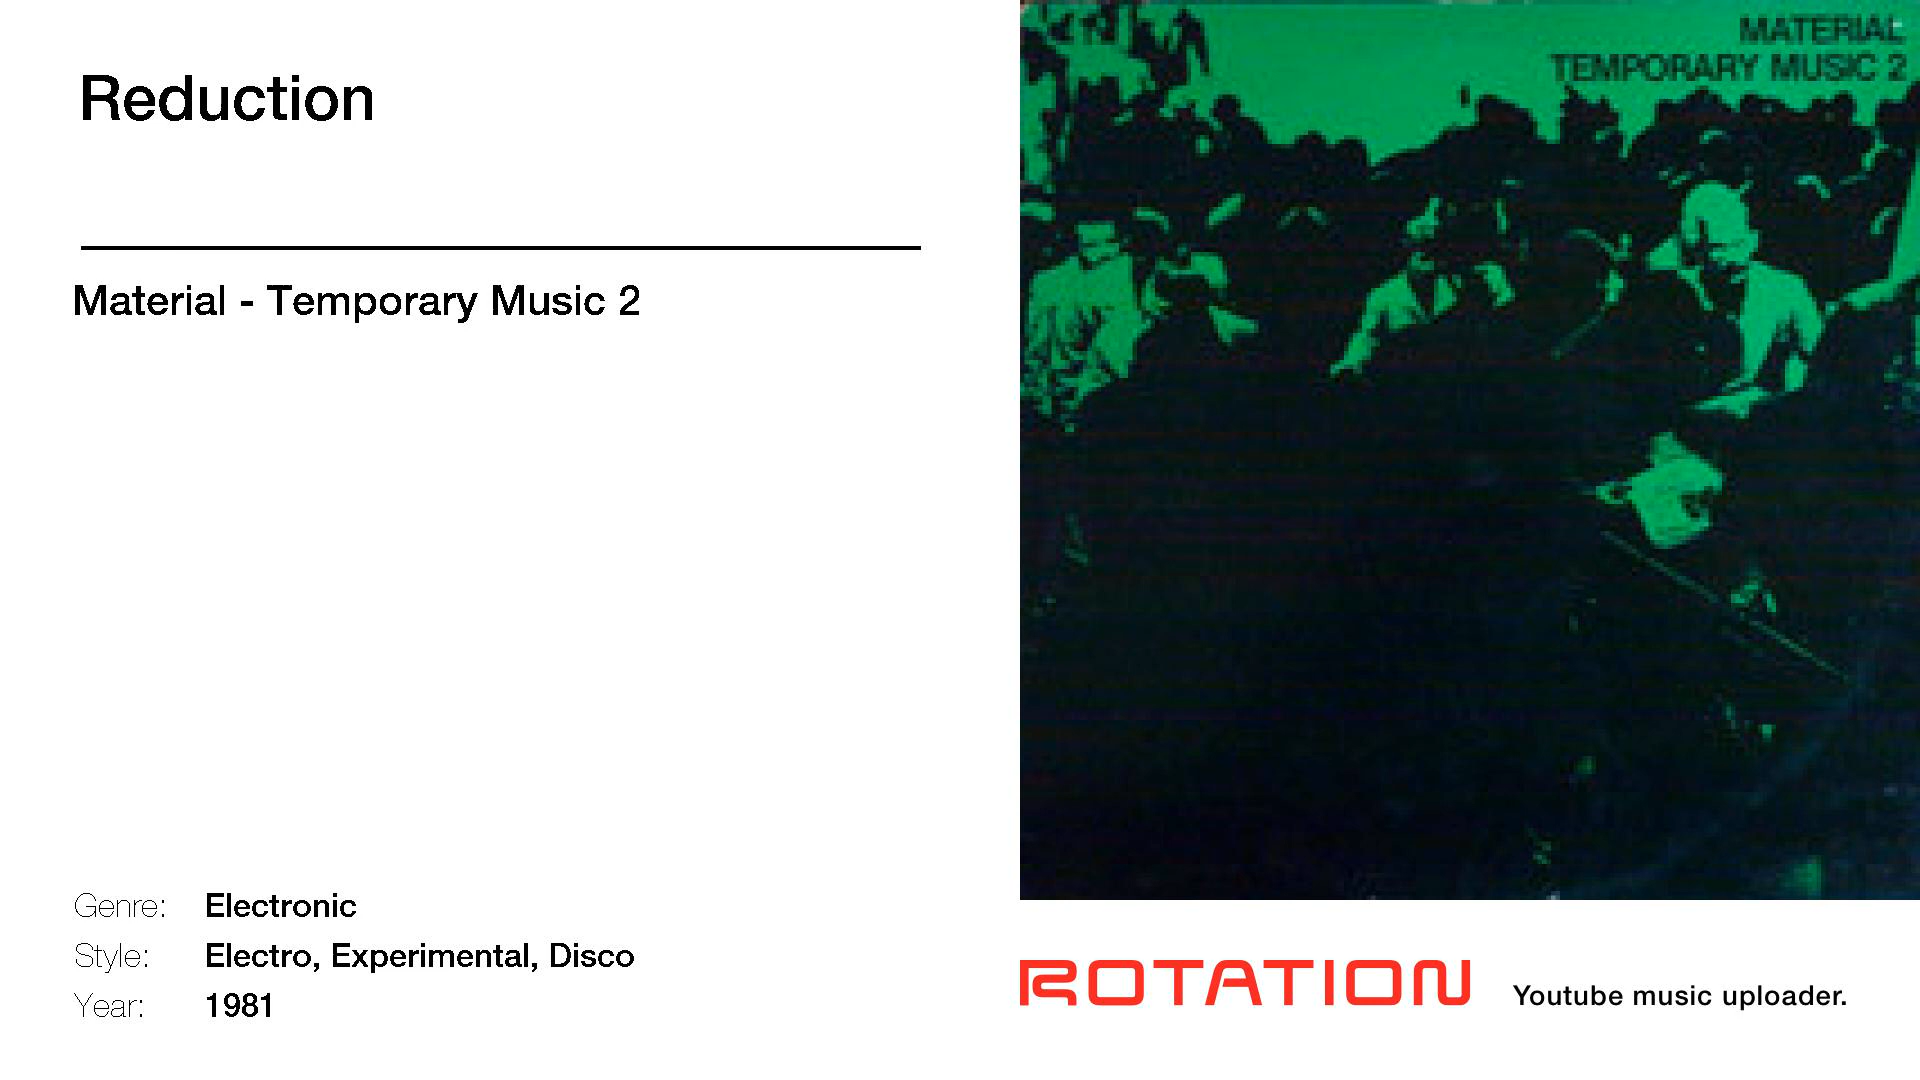 Reduction
Material - Temporary Music 2
Genre: Electronic
Style: Electro, Experimental, Disco
Year: 1981
MATERIAL
TEMPORARY MUSIC 2
ROTATION Youtube music uploader.